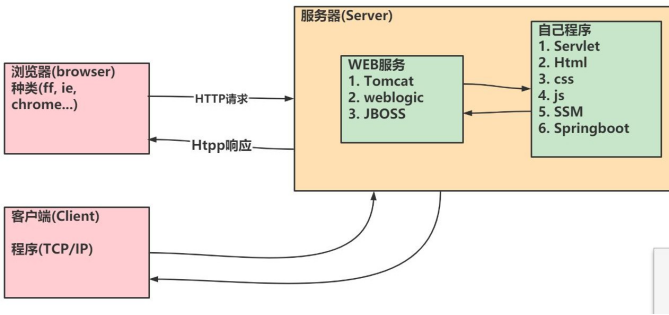 服务器(Server)
浏览器(browser)
种类(ff, ie,
chrome...)
HTTP请求
Htpp响应
WEB服务
1. Tomcat
2. weblogic
3. JBOSS
自己程序
1. Servlet
2. Html
3. css
4. js
5. SSM
6. Springboot
客户端(Client)
程序(TCP/IP)